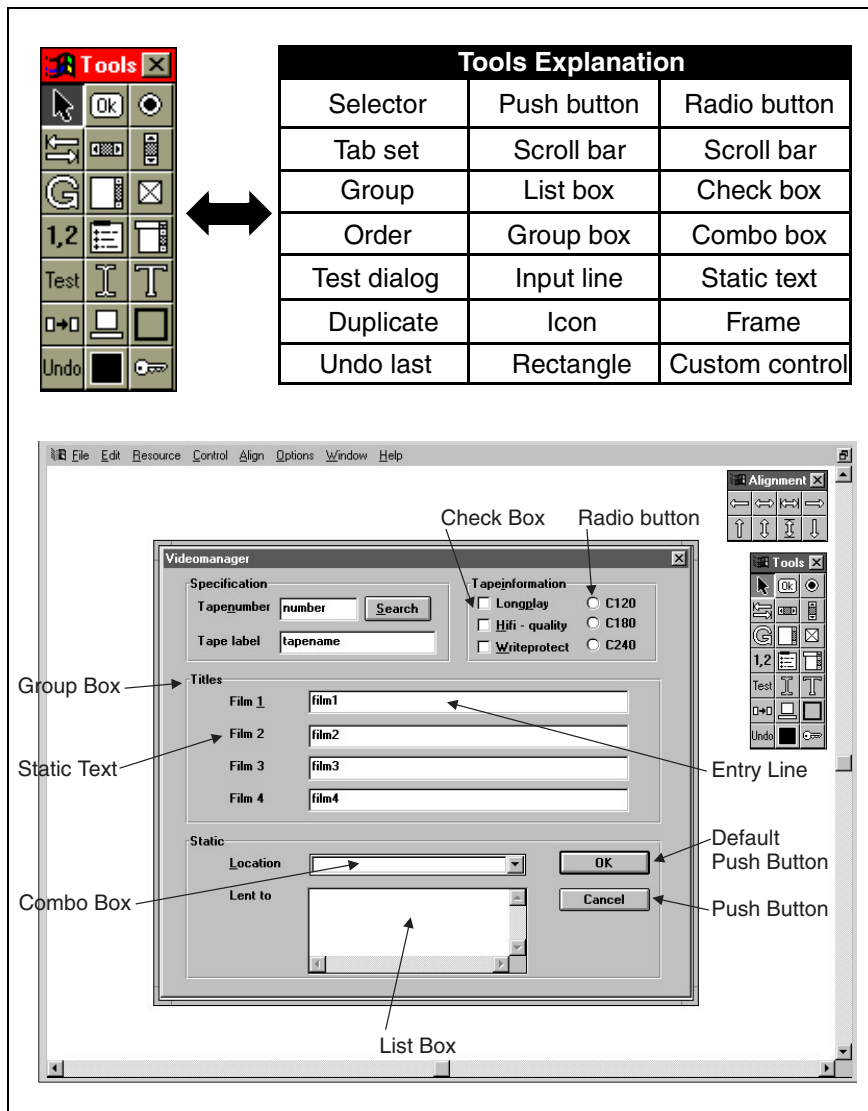 Tools
Ok
1,2
Test
Undo
Tools Explanation
Selector Push button Radio button
Tab set Scroll bar Scroll bar
Group List box Check box
Order Group box Combo box
Test dialog Input line Static text
Duplicate Icon Frame
Undo last Rectangle Custom control
File Edit Resource Control Align Options Window Help
Alignment
Check Box Radio button
Tools
Ok
1,2
Test
Undo
Videomanager
Specification
Tapenumber number Search
Tape label tapename
Tapeinformation
Longplay C120
Hifi - quality C180
Writeprotect C240
Group Box
Titles
Film 1 film1
Film 2 film2
Static Text
Film 3 film3
Entry Line
Film 4 film4
Static
Location OK
Default
Push Button
Combo Box
Lent to Cancel
Push Button
List Box